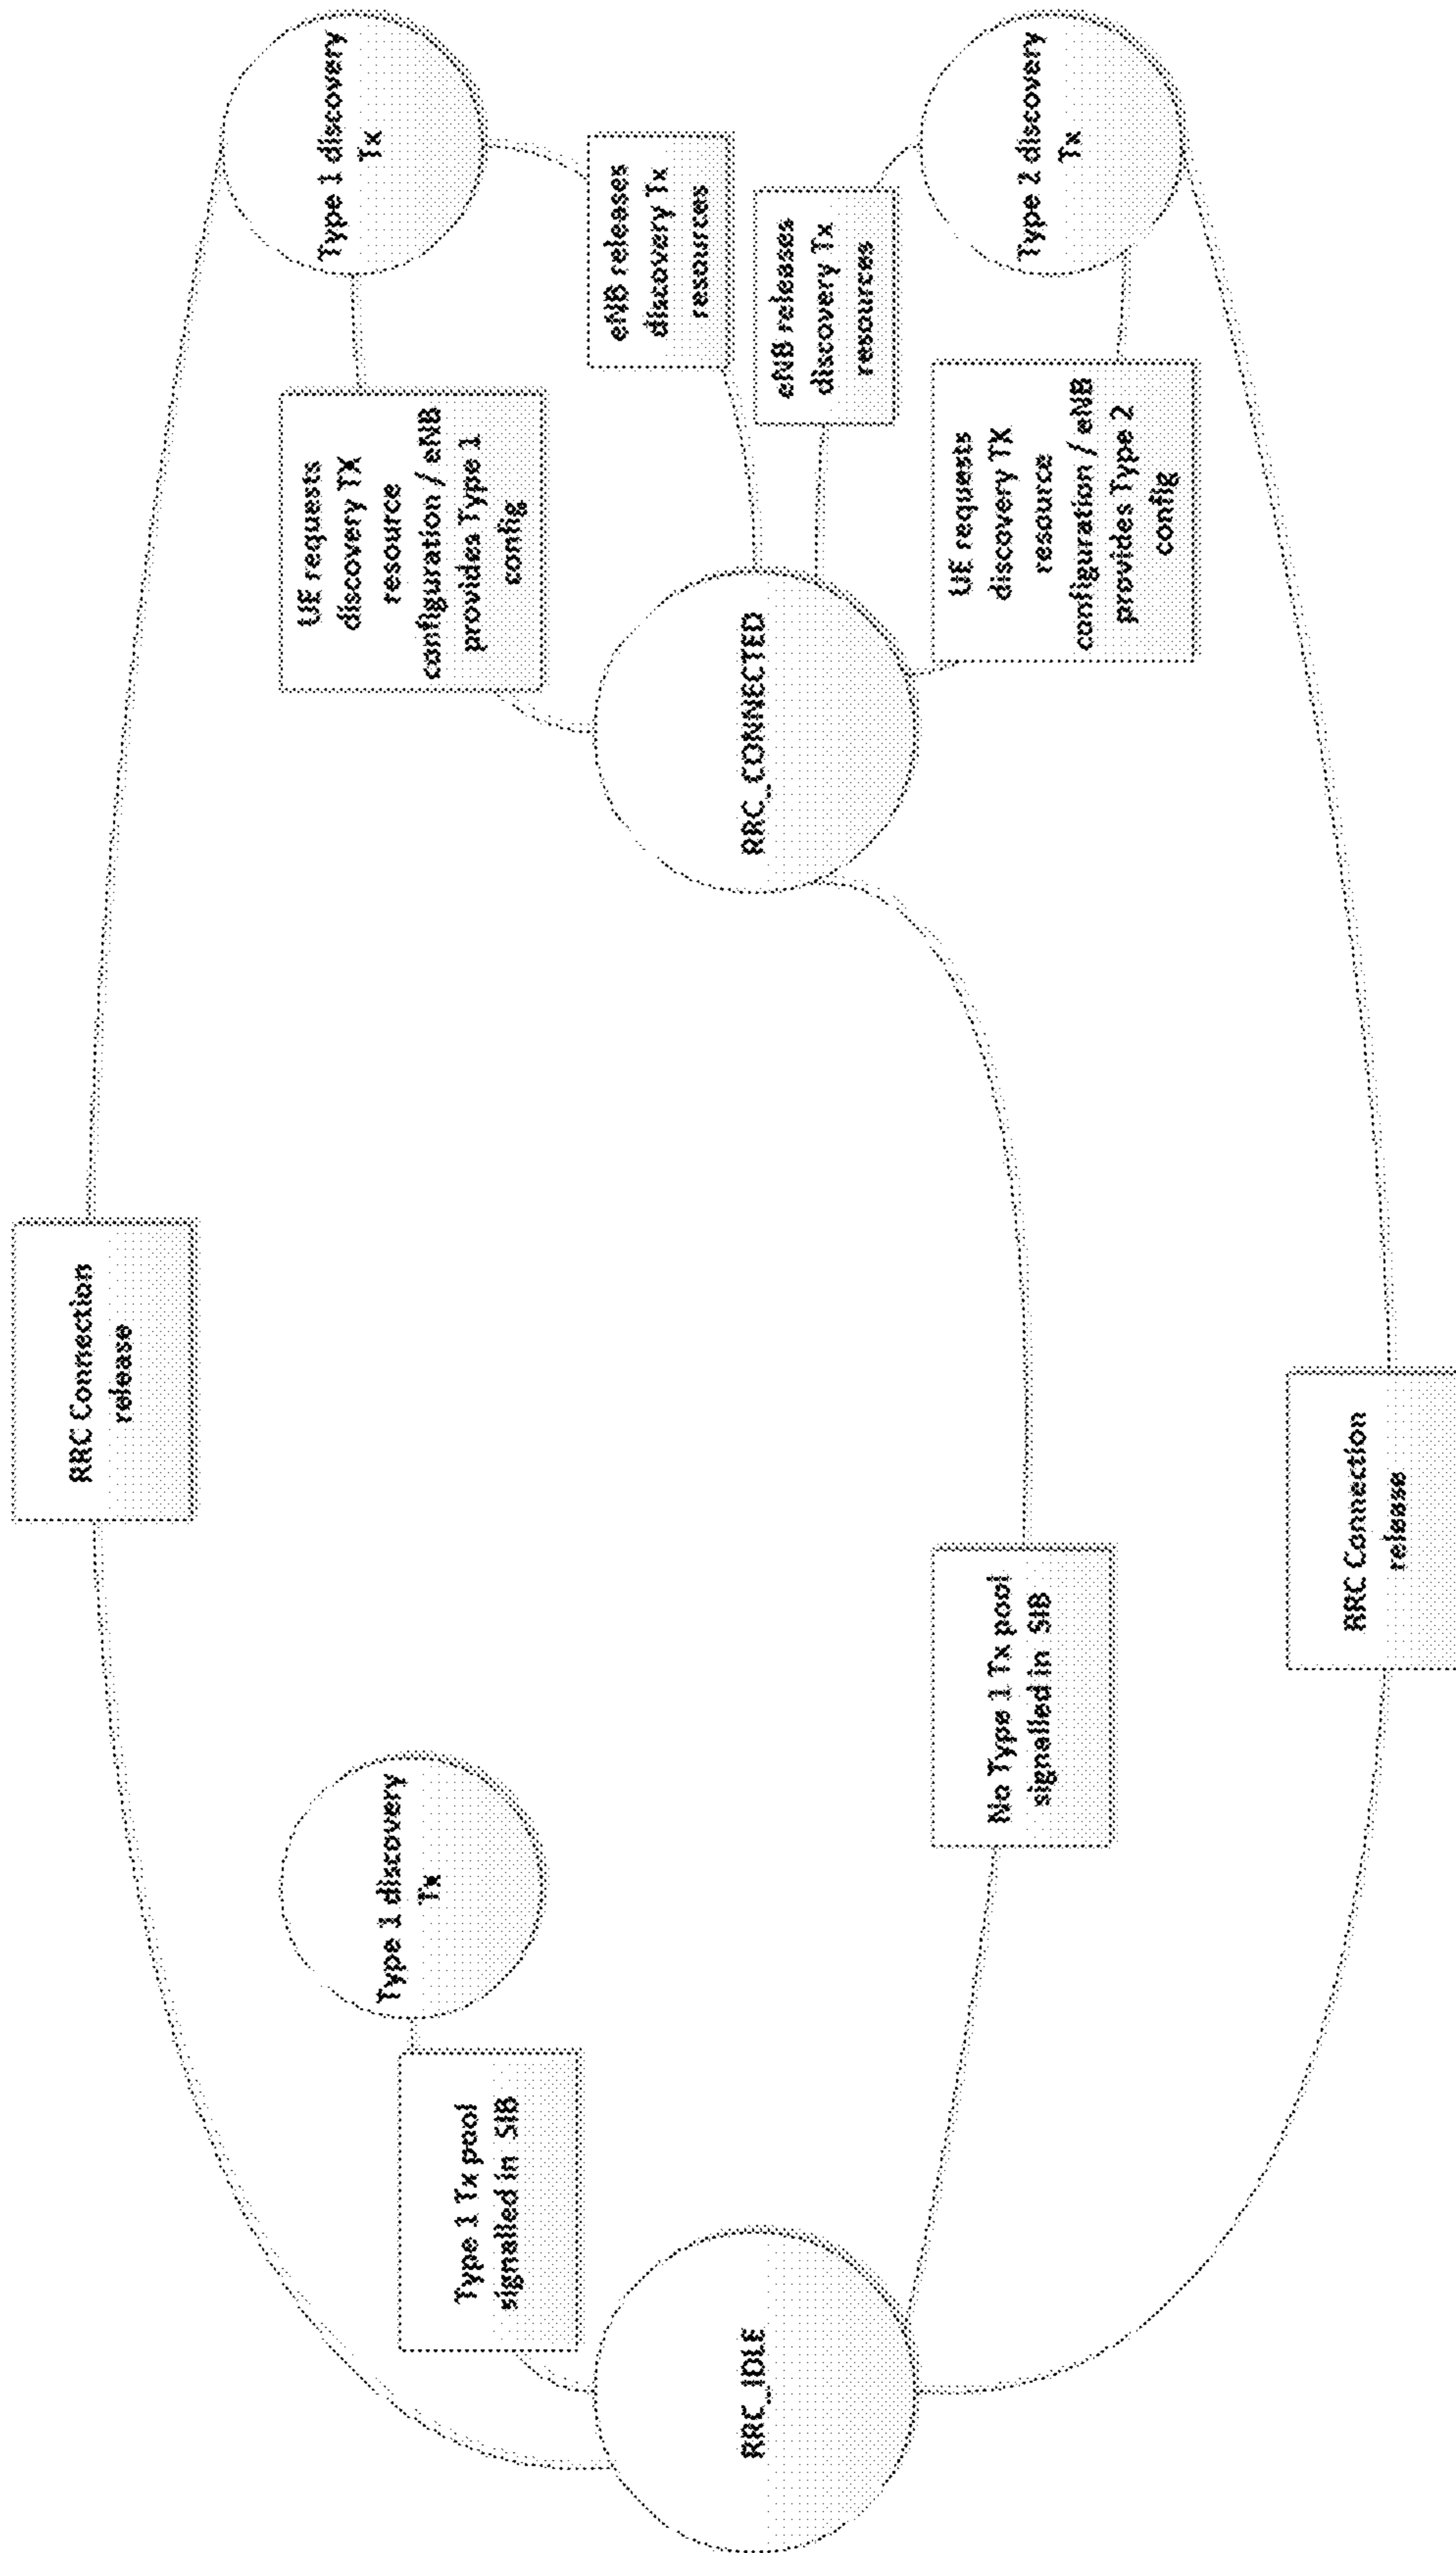 RRC Connection
release
Type 1 discovery
Tx
Type 1 discovery
Tx
UE requests
discovery TX
resource
configuration / eNB
provides Type 1
config
Type 1 Tx pool
signalled in SIB
eNB releases
discovery Tx
resources
RRC_IDLE
RRC_CONNECTED
eNB releases
discovery Tx
resources
No Type 1 Tx pool
signalled in SIB
UE requests
discovery TX
resource
configuration / eNB
provides Type 2
config
Type 2 discovery
Tx
RRC Connection
release